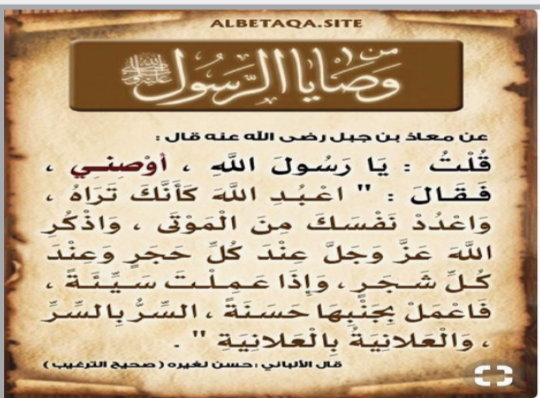 ALBETAQA.SITE
من
وصايا الرسول ﷺ
عن معاذ بن جبل رضى الله عنه قال :
قُلْتُ : يَا رَسُولَ اللَّهِ ، أَوْصِنِي ،
فَقَالَ : " اعْبُدِ اللَّهَ كَأَنَّكَ تَرَاهُ ،
وَاعْدُدْ نَفْسَكَ مِنَ الْمَوْتَى ، وَاذْكُرِ
اللَّهَ عَزَّ وَجَلَّ عِنْدَ كُلِّ حَجَرٍ وَعِنْدَ
كُلِّ شَجَرٍ ، وَإِذَا عَمِلْتَ سَيِّئَةً ،
فَاعْمَلْ بِجَنْبِهَا حَسَنَةً ، السِّرُّ بِالسِّرِّ
، وَالْعَلَانِيَةُ بِالْعَلَانِيَةِ " .
قال الألباني : حسن لغيره ( صحيح الترغيب )